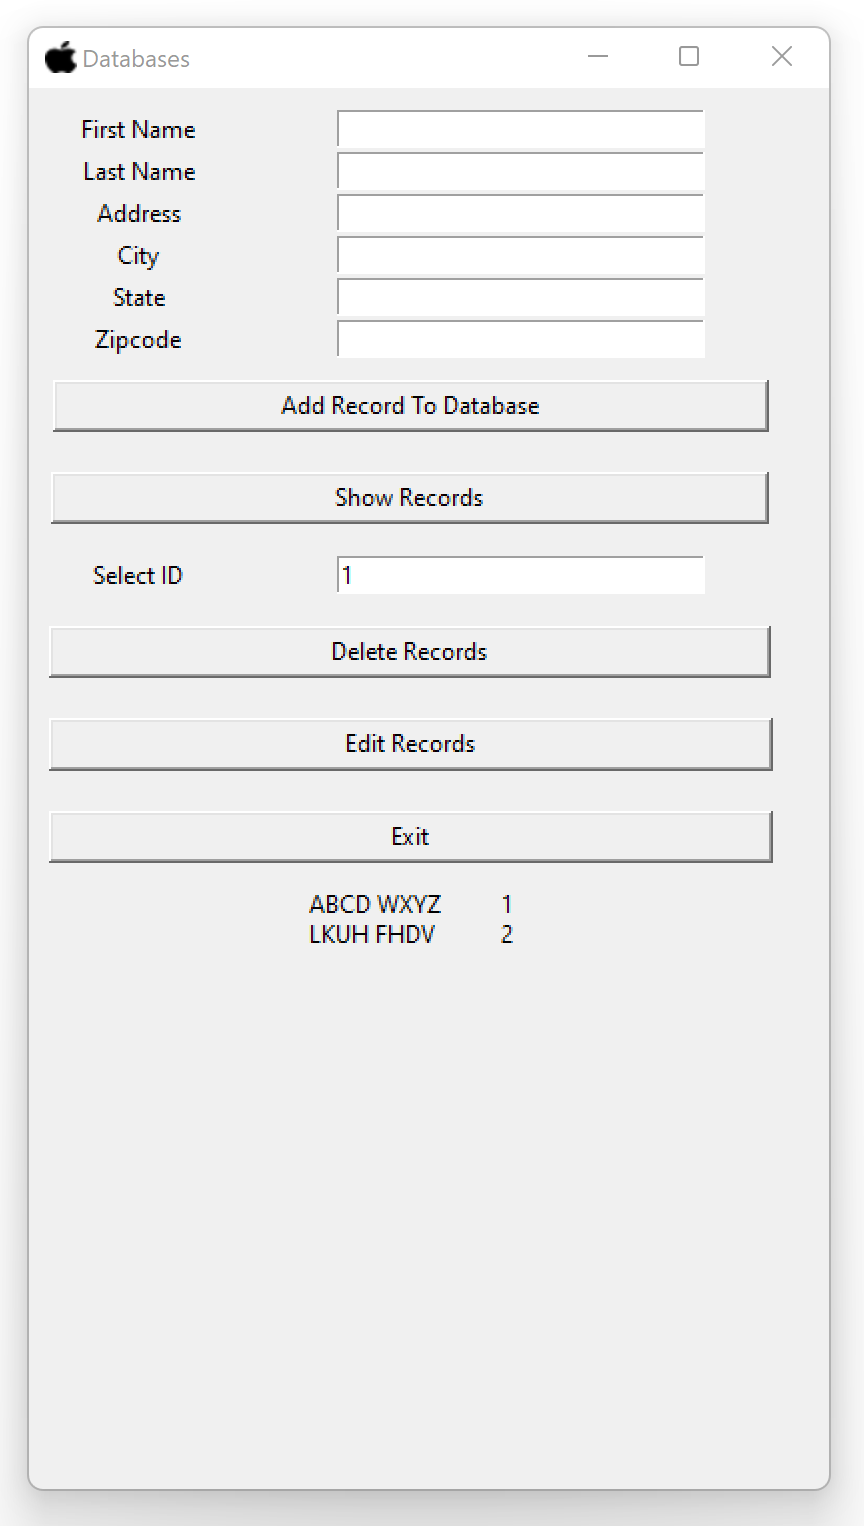 Databases
First Name
Last Name
Address
City
State
Zipcode
Add Record To Database
Show Records
Select ID 1
Delete Records
Edit Records
Exit
ABCD WXYZ 1
LKUH FHDV 2